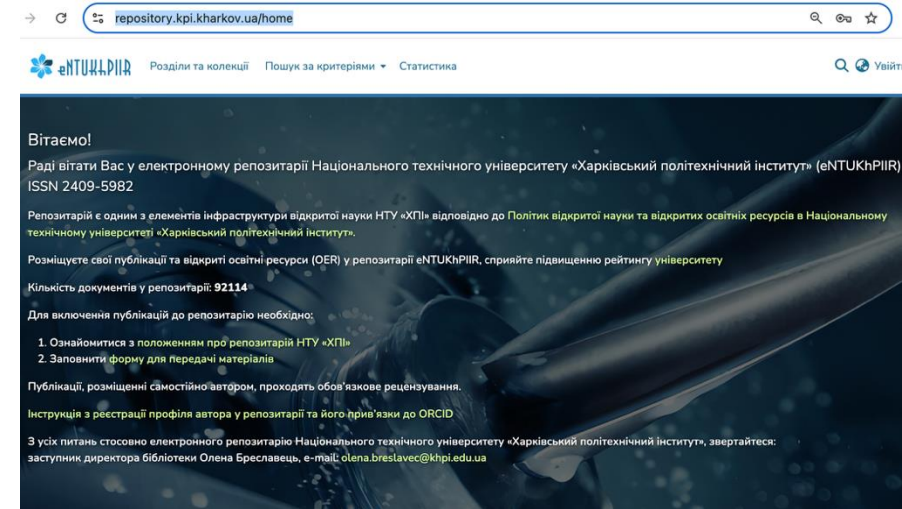 repository.kpi.kharkov.ua/home
eNTUKhPIIR Розділи та колекції Пошук за критеріями Статистика
Вітаємо!
Раді вітати Вас у електронному репозитарії Національного технічного університету «Харківський політехнічний інститут» (eNTUKhPIIR)
ISSN 2409-5982
Репозитарій є одним з елементів інфраструктури відкритої науки НТУ «ХПІ» відповідно до Політик відкритої науки та відкритих освітніх ресурсів в Національному
технічному університеті «Харківський політехнічний інститут».
Розміщуєте свої публікації та відкриті освітні ресурси (OER) у репозитарії eNTUKhPIIR, сприяйте підвищенню рейтингу університету
Кількість документів у репозитарії: 92114
Для включення публікацій до репозитарію необхідно:
1. Ознайомитися з положенням про репозитарій НТУ «ХПІ»
2. Заповнити форму для передачі матеріалів
Публікації, розміщенні самостійно автором, проходять обов'язкове рецензування.
Інструкція з реєстрації профіля автора у репозитарії та його прив'язки до ORCID
З усіх питань стосовно електронного репозитарію Національного технічного університету «Харківський політехнічний інститут», звертайтеся:
заступник директора бібліотеки Олена Бреславець, e-mail: olena.breslavec@khpi.edu.ua